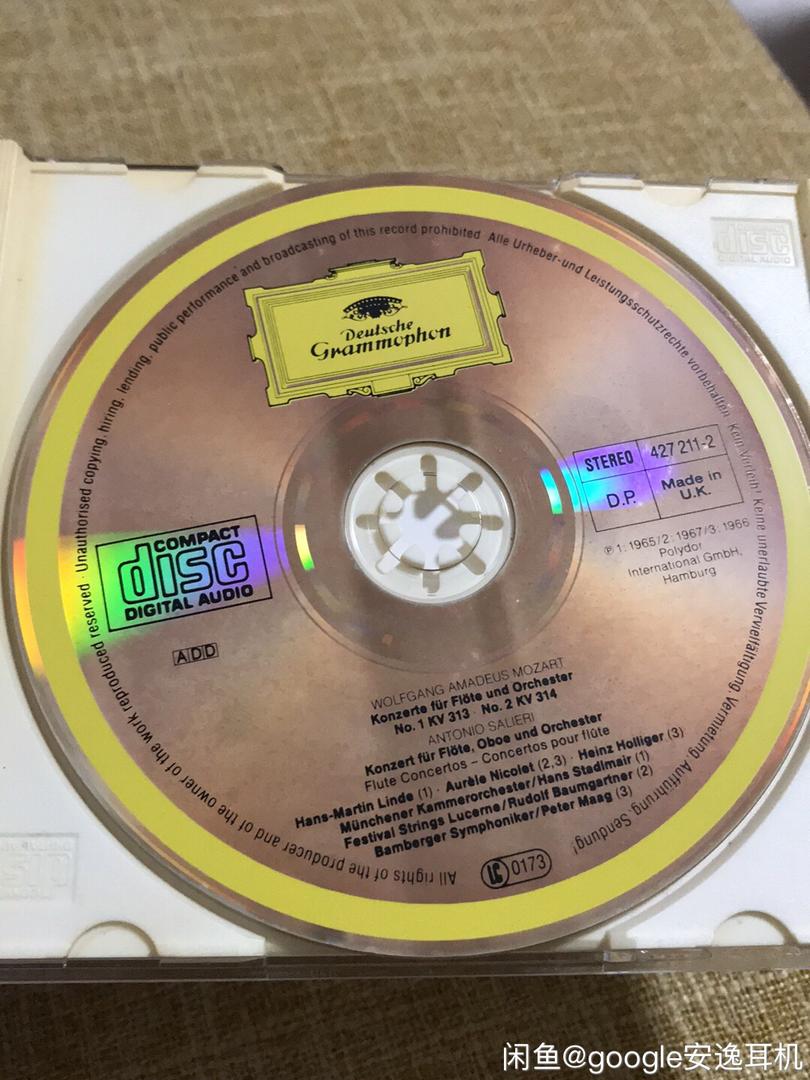 Unauthorised copying, hiring, lending, public performance and broadcasting of this record prohibited Alle Urheber- und Leistungsschutzrechte vorbehalten. Kein Verleih! Keine unerlaubte Vervielfältigung, Vermietung, Aufführung, Sendung!
All rights of the producer and of the owner of the work reproduced reserved ·
Deutsche
Grammophon
STEREO 427 211-2
D.P. Made in
U.K.
℗ 1: 1965/2: 1967/3: 1966
Polydor
International GmbH,
Hamburg
COMPACT
disc
DIGITAL AUDIO
ADD
WOLFGANG AMADEUS MOZART
Konzerte für Flöte und Orchester
No. 1 KV 313 · No. 2 KV 314
ANTONIO SALIERI
Konzert für Flöte, Oboe und Orchester
Flute Concertos – Concertos pour flûte
Hans-Martin Linde (1) · Aurèle Nicolet (2,3) · Heinz Holliger (3)
Münchener Kammerorchester/Hans Stadlmair (1)
Festival Strings Lucerne/Rudolf Baumgartner (2)
Bamberger Symphoniker/Peter Maag (3)
LC 0173
disc
DIGITAL AUDIO
闲鱼@google安逸耳机